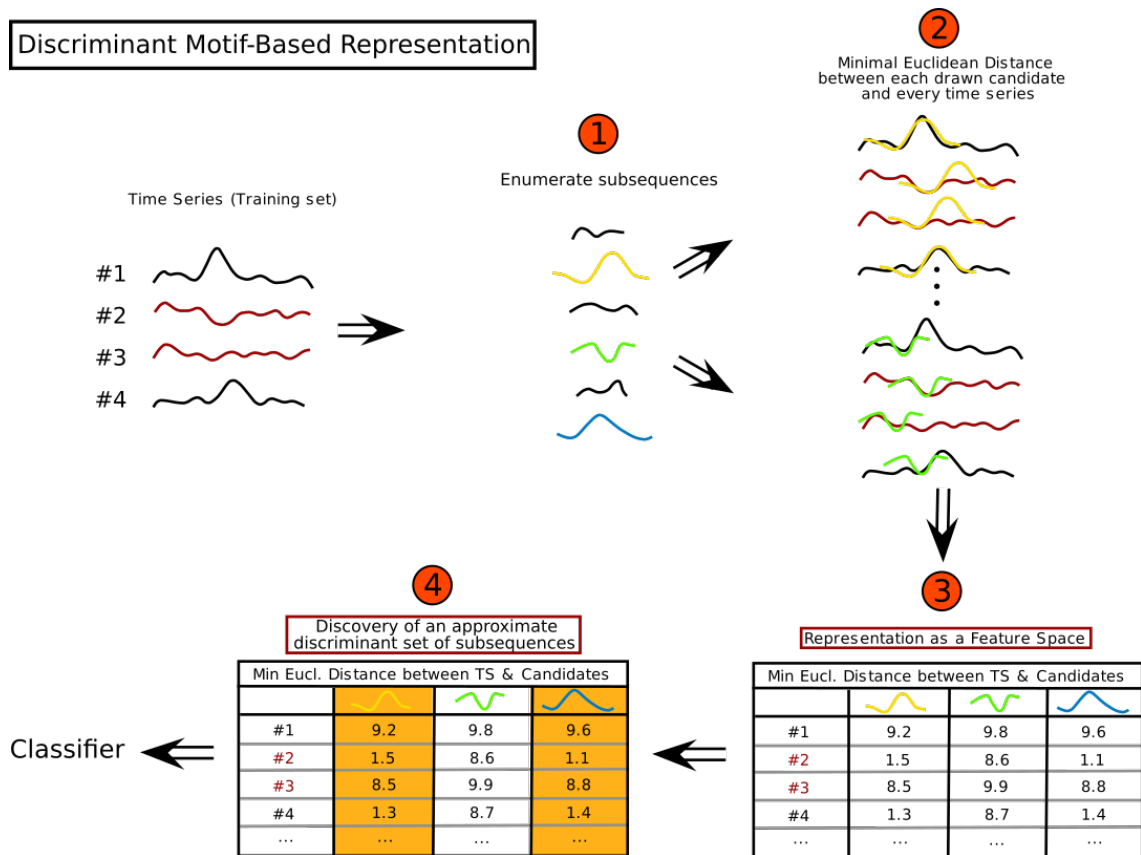 Discriminant Motif-Based Representation
Time Series (Training set)
#1
#2
#3
#4
1
Enumerate subsequences
2
Minimal Euclidean Distance
between each drawn candidate
and every time series
3
Representation as a Feature Space
Min Eucl. Distance between TS & Candidates
#1 9.2 9.8 9.6
#2 1.5 8.6 1.1
#3 8.5 9.9 8.8
#4 1.3 8.7 1.4
... ... ... ...
4
Discovery of an approximate
discriminant set of subsequences
Min Eucl. Distance between TS & Candidates
#1 9.2 9.8 9.6
#2 1.5 8.6 1.1
#3 8.5 9.9 8.8
#4 1.3 8.7 1.4
... ... ... ...
Classifier